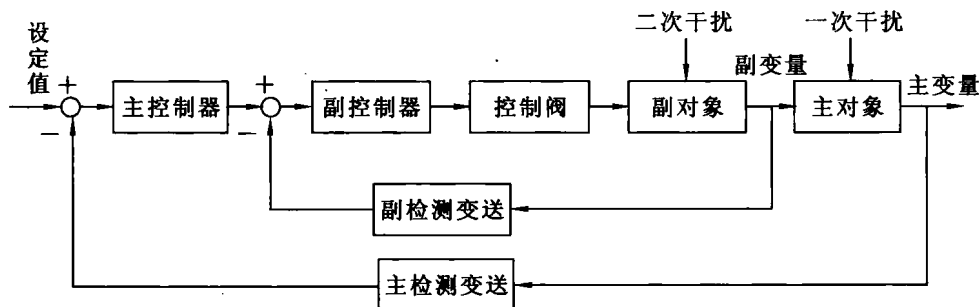 二次干扰
一次干扰
设定值
+
+
副变量
主变量
主控制器
副控制器
控制阀
副对象
主对象
−
−
副检测变送
主检测变送